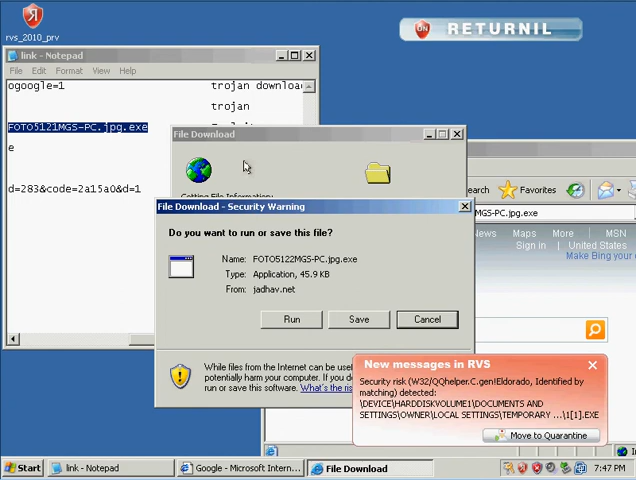 ON RETURNIL
rvs_2010_prv
link - Notepad
File Edit Format View Help
ogoogle=1 trojan downloa
trojan
FOTO5121MGS-PC.jpg.exe
e
d=283&code=2a15a0&d=1
File Download
Getting File Information:
earch Favorites
MGS-PC.jpg.exe
News Maps More MSN
Sign in United States
Make Bing your
File Download - Security Warning
Do you want to run or save this file?
Name: FOTO5122MGS-PC.jpg.exe
Type: Application, 45.9 KB
From: jadhav.net
Run Save Cancel
While files from the Internet can be usef
potentially harm your computer. If you do
run or save this software. What's the ris
New messages in RVS
Security risk (W32/QQhelper.C.gen!Eldorado, Identified by
matching) detected:
\DEVICE\HARDDISKVOLUME1\DOCUMENTS AND
SETTINGS\OWNER\LOCAL SETTINGS\TEMPORARY ...\1[1].EXE
Move to Quarantine
Start link - Notepad Google - Microsoft Intern... File Download 7:47 PM